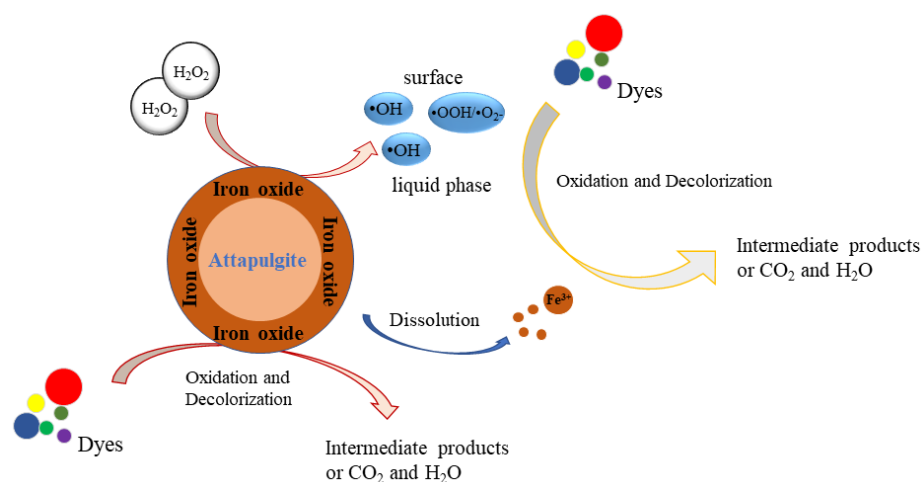 H₂O₂
H₂O₂
surface
•OH
•OOH/•O₂-
•OH
liquid phase
Dyes
Oxidation and Decolorization
Intermediate products
or CO₂ and H₂O
Iron oxide
Iron oxide
Attapulgite
Iron oxide
Iron oxide
Dissolution
Fe³⁺
Oxidation and
Decolorization
Dyes
Intermediate products
or CO₂ and H₂O